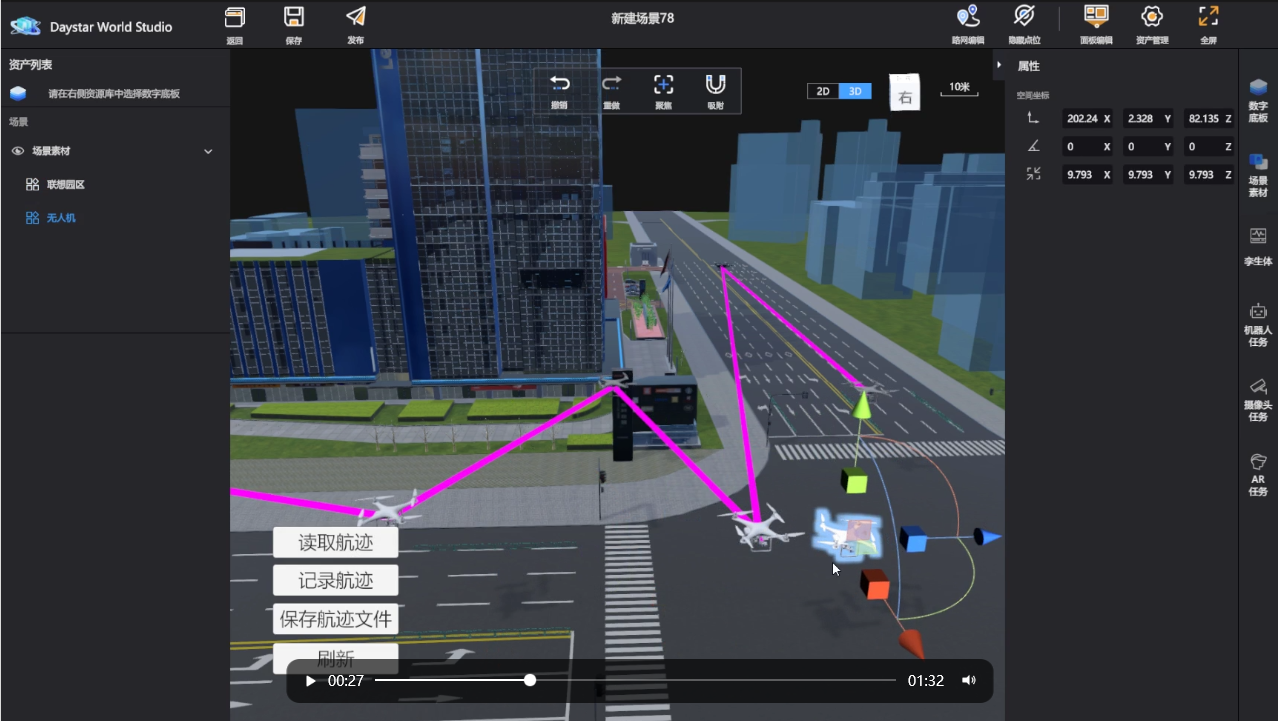 Daystar World Studio
返回
保存
发布
新建场景78
路网编辑
隐藏点位
面板编辑
资产管理
全屏
资产列表
请在右侧资源库中选择数字底板
场景
场景素材
联想园区
无人机
撤销
重做
聚焦
吸附
2D
3D
右
10米
属性
空间坐标
202.24 X 2.328 Y 82.135 Z
0 X 0 Y 0 Z
9.793 X 9.793 Y 9.793 Z
数字
底板
场景
素材
孪生体
机器人
任务
摄像头
任务
AR
任务
读取航迹
记录航迹
保存航迹文件
刷新
00:27
01:32